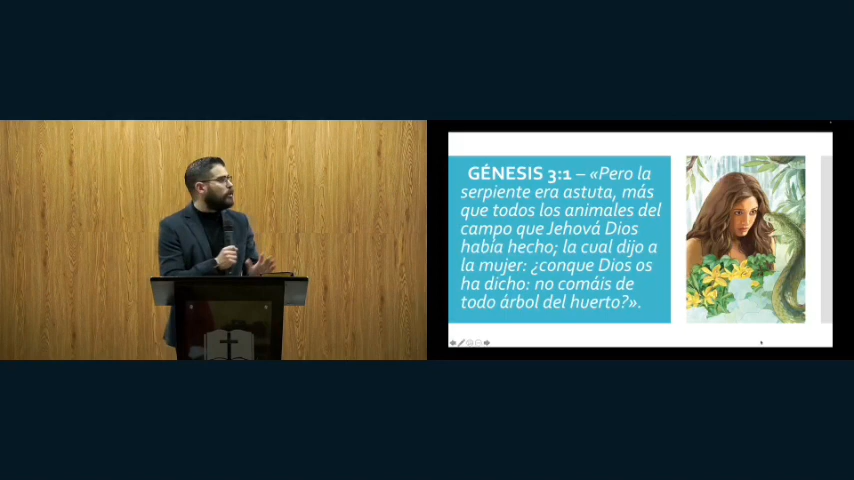 GÉNESIS 3:1 – «Pero la
serpiente era astuta, más
que todos los animales del
campo que Jehová Dios
había hecho; la cual dijo a
la mujer: ¿conque Dios os
ha dicho: no comáis de
todo árbol del huerto?».